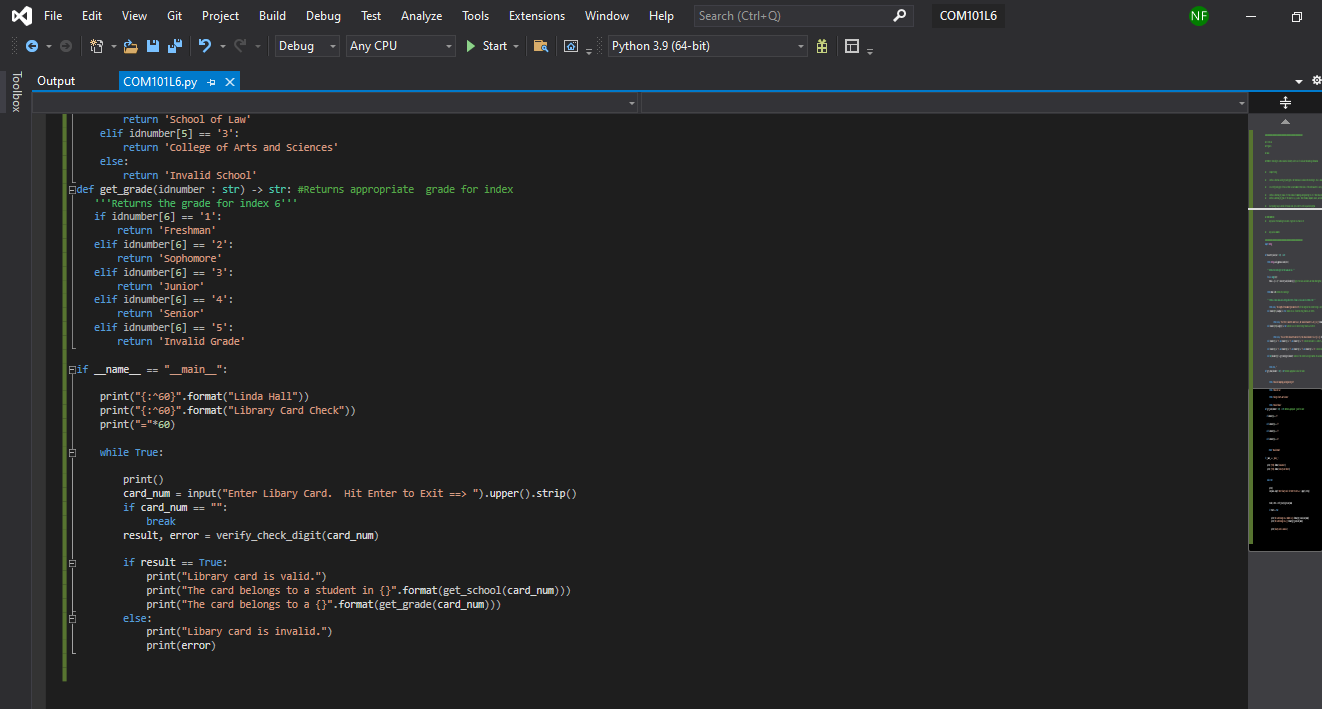 File Edit View Git Project Build Debug Test Analyze Tools Extensions Window Help Search (Ctrl+Q) COM101L6 NF
Debug Any CPU Start Python 3.9 (64-bit)
Toolbox
Output COM101L6.py
return 'School of Law'
elif idnumber[5] == '3':
return 'College of Arts and Sciences'
else:
return 'Invalid School'
def get_grade(idnumber : str) -> str: #Returns appropriate  grade for index
'''Returns the grade for index 6'''
if idnumber[6] == '1':
return 'Freshman'
elif idnumber[6] == '2':
return 'Sophomore'
elif idnumber[6] == '3':
return 'Junior'
elif idnumber[6] == '4':
return 'Senior'
elif idnumber[6] == '5':
return 'Invalid Grade'
if __name__ == "__main__":
print("{:^60}".format("Linda Hall"))
print("{:^60}".format("Library Card Check"))
print("="*60)
while True:
print()
card_num = input("Enter Libary Card.  Hit Enter to Exit ==> ").upper().strip()
if card_num == "":
break
result, error = verify_check_digit(card_num)
if result == True:
print("Library card is valid.")
print("The card belongs to a student in {}".format(get_school(card_num)))
print("The card belongs to a {}".format(get_grade(card_num)))
else:
print("Libary card is invalid.")
print(error)